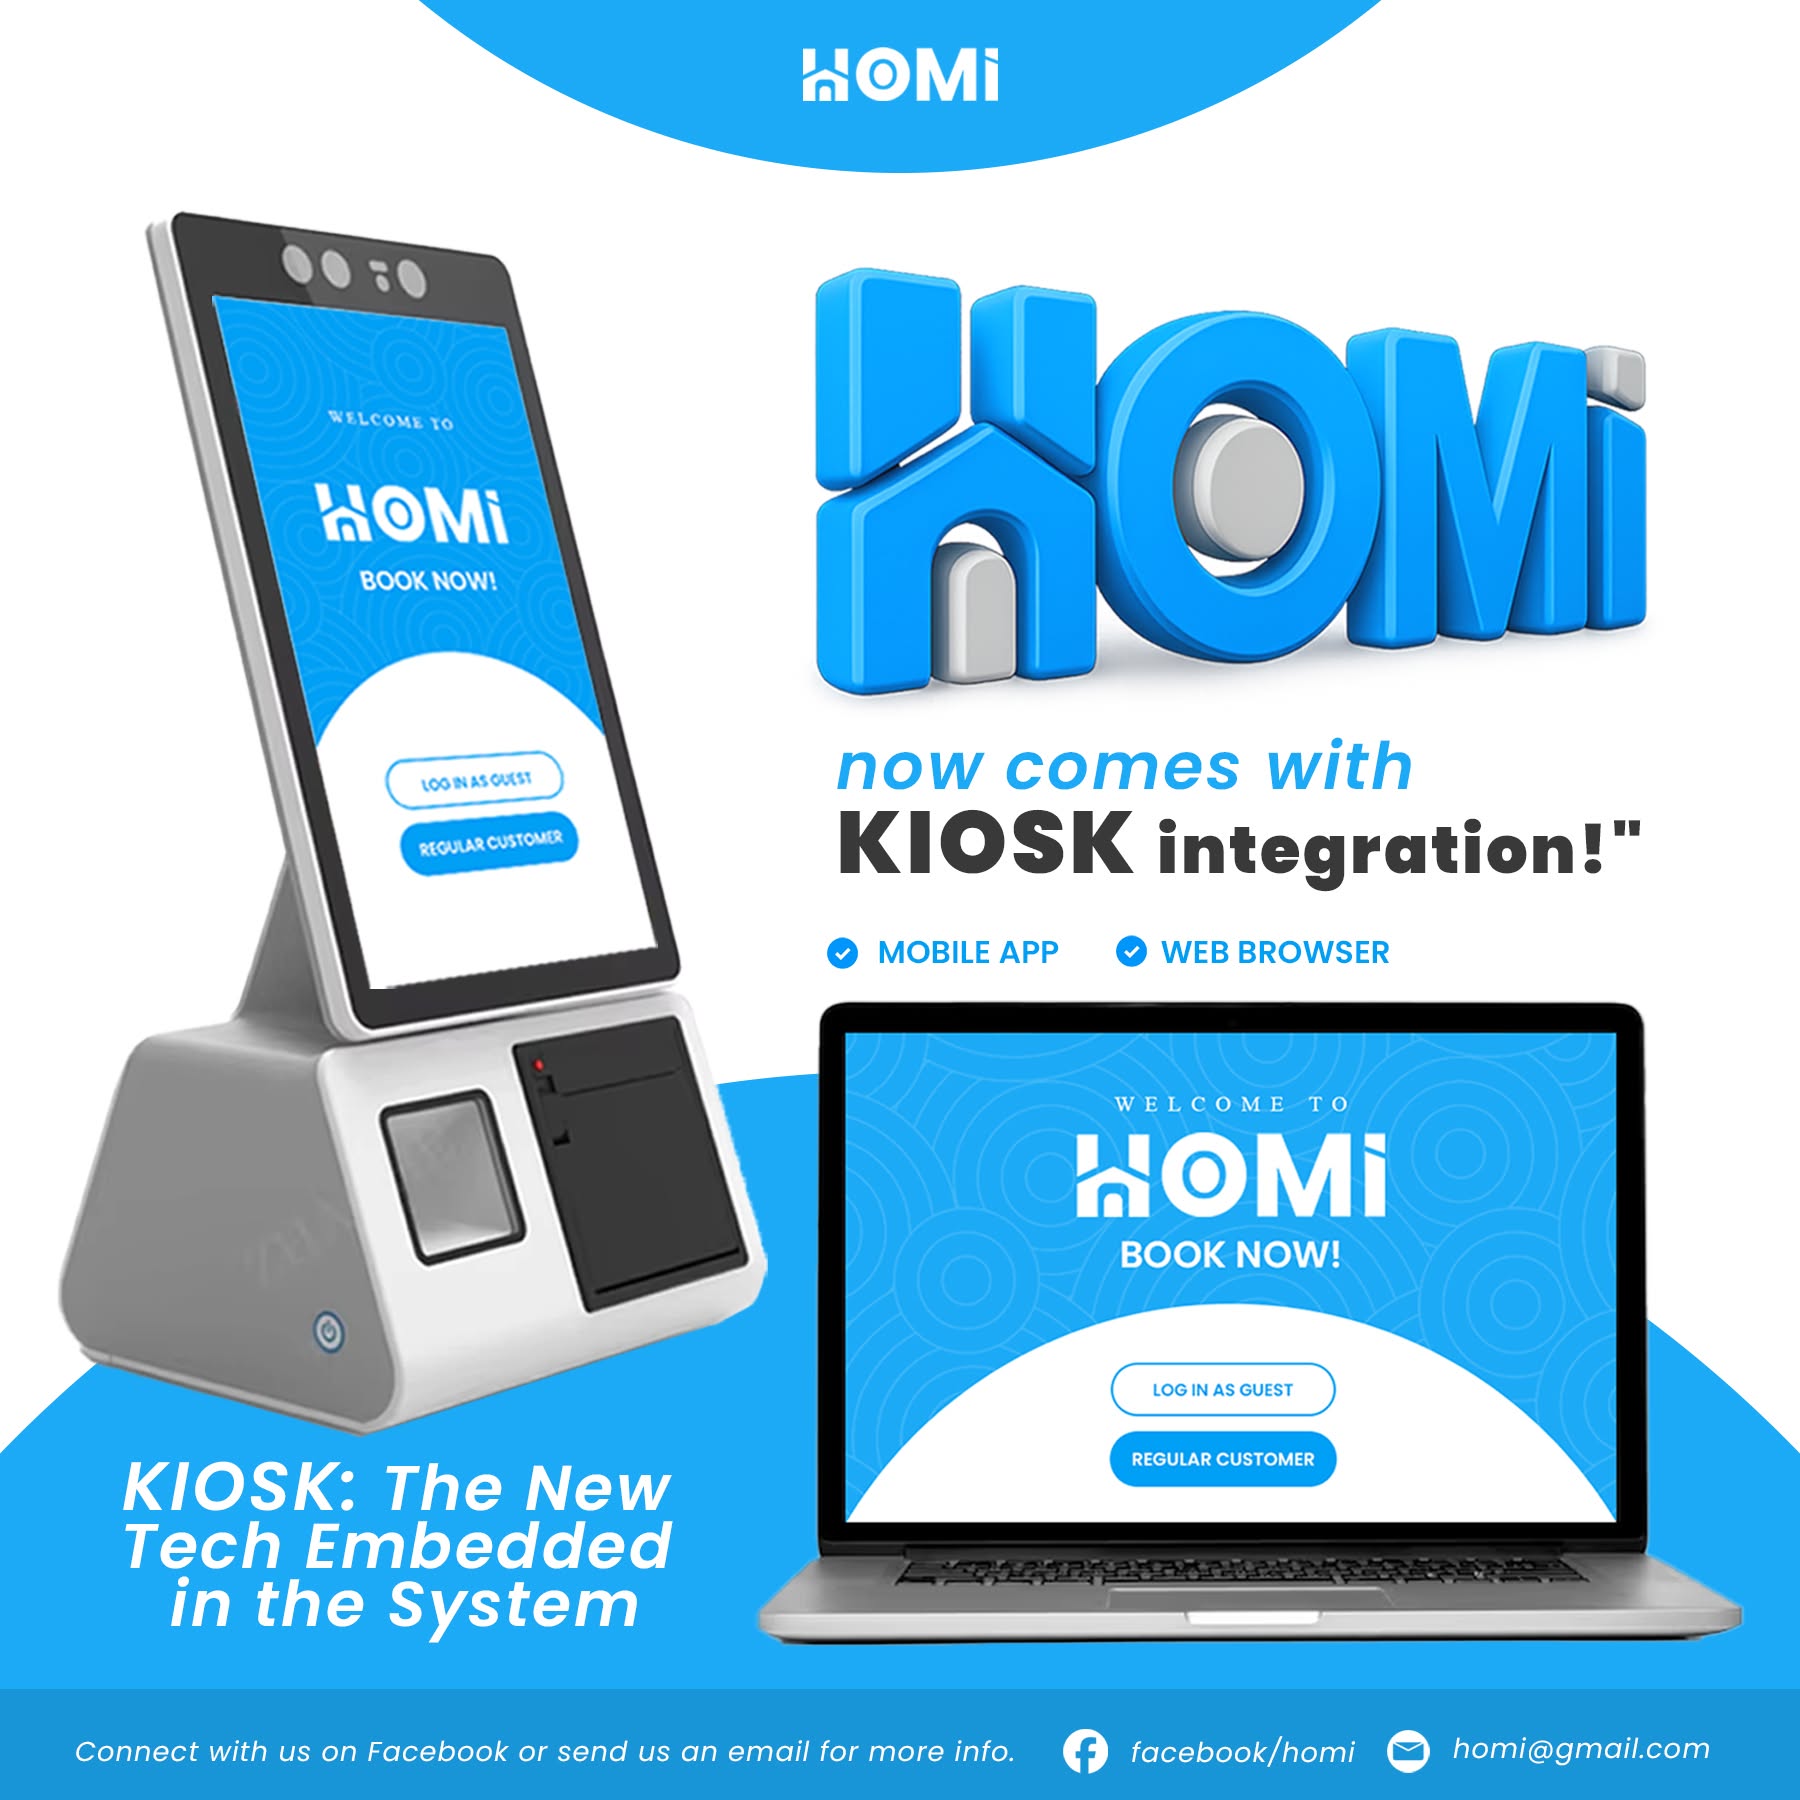 HOMi
WELCOME TO
HOMi
BOOK NOW!
LOG IN AS GUEST
REGULAR CUSTOMER
HOMi
now comes with
KIOSK integration!"
MOBILE APP
WEB BROWSER
WELCOME TO
HOMi
BOOK NOW!
LOG IN AS GUEST
REGULAR CUSTOMER
KIOSK: The New
Tech Embedded
in the System
Connect with us on Facebook or send us an email for more info.
facebook/homi
homi@gmail.com